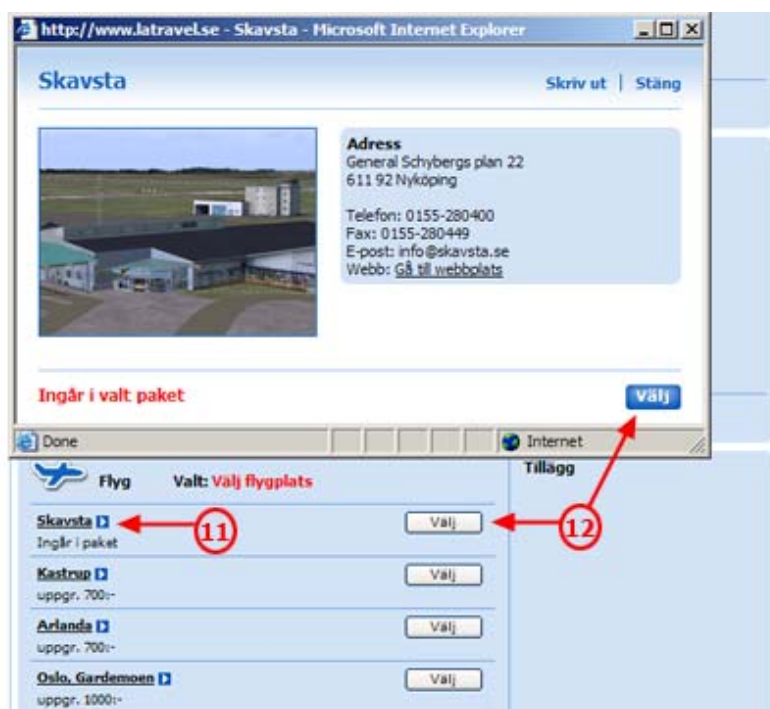 http://www.latravel.se - Skavsta - Microsoft Internet Explorer
Skavsta
Skriv ut | Stäng
Adress
General Schybergs plan 22
611 92 Nyköping
Telefon: 0155-280400
Fax: 0155-280449
E-post: info@skavsta.se
Webb: Gå till webbplats
Ingår i valt paket
Välj
Done
Internet
Flyg
Valt: Välj flygplats
Tillägg
Skavsta
Välj
11
12
Ingår i paket
Kastrup
Välj
uppgr. 700:-
Arlanda
Välj
uppgr. 700:-
Oslo, Gardemoen
Välj
uppgr. 1000:-